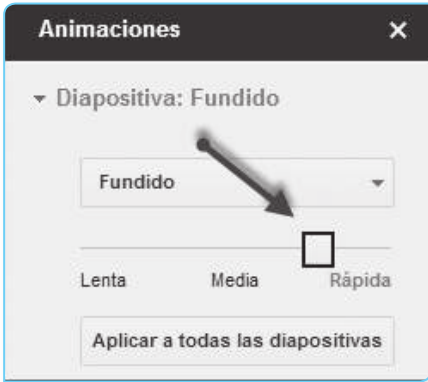 Animaciones
Diapositiva: Fundido
Fundido
Lenta Media Rápida
Aplicar a todas las diapositivas